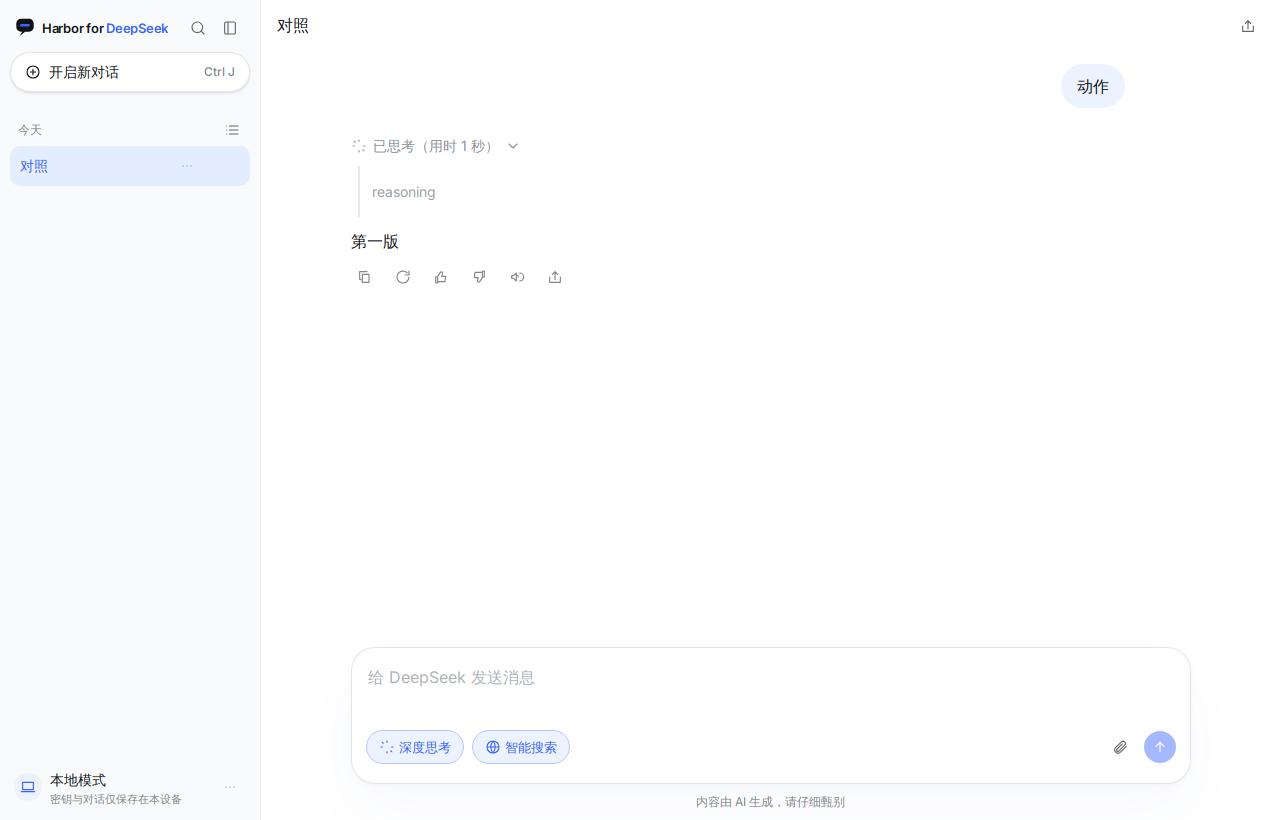 Harbor for DeepSeek
开启新对话 Ctrl J
今天
对照
本地模式
密钥与对话仅保存在本设备
对照
动作
已思考（用时 1 秒）
reasoning
第一版
给 DeepSeek 发送消息
深度思考 智能搜索
内容由 AI 生成，请仔细甄别